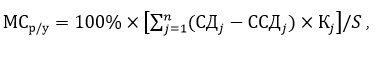 МС_р/у = 100% × [∑_{j=1}^{n}(СД_j − ССД_j) × К_j]/S ,